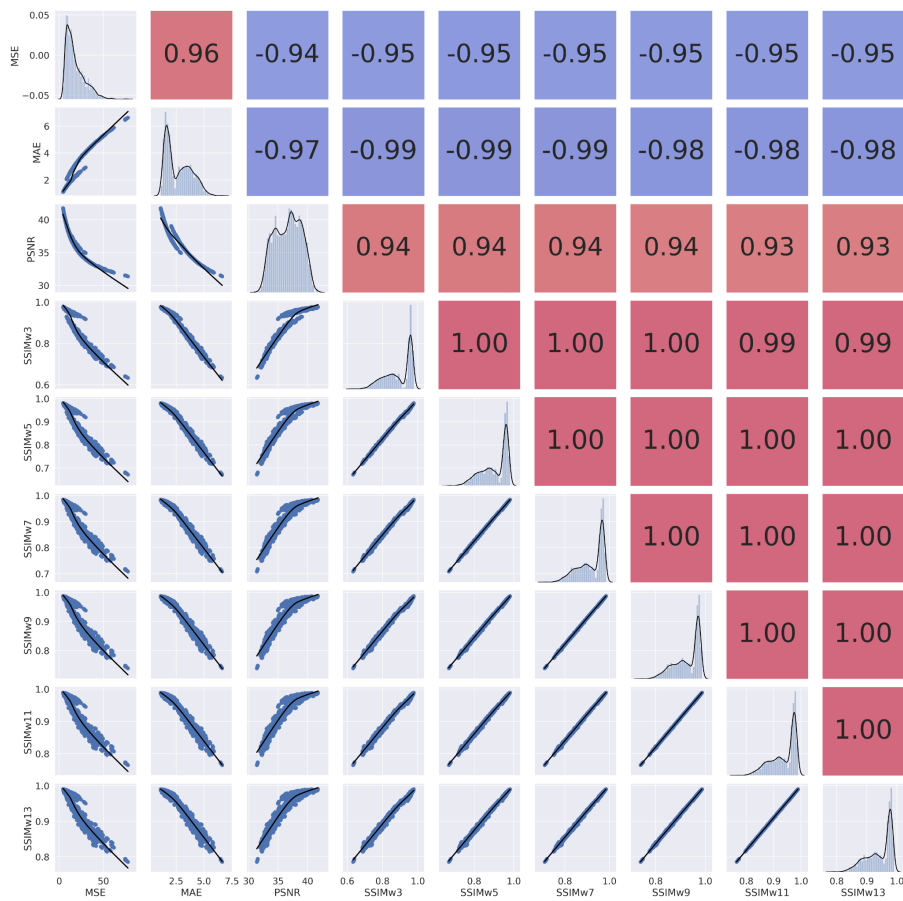 0.05
MSE
0.00
−0.05
0.96 -0.94 -0.95 -0.95 -0.95 -0.95 -0.95 -0.95
6
MAE
4
2
-0.97 -0.99 -0.99 -0.99 -0.98 -0.98 -0.98
40
PSNR
35
30
0.94 0.94 0.94 0.94 0.93 0.93
1.0
SSIMw3
0.8
0.6
1.00 1.00 1.00 0.99 0.99
1.0
SSIMw5
0.9
0.8
0.7
1.00 1.00 1.00 1.00
1.0
SSIMw7
0.9
0.8
0.7
1.00 1.00 1.00
1.0
SSIMw9
0.9
0.8
1.00 1.00
1.0
SSIMw11
0.9
0.8
1.00
1.0
SSIMw13
0.9
0.8
0 50 2.5 5.0 7.5 30 40 0.6 0.8 1.0 0.8 1.0 0.8 1.0 0.8 0.9 1.0 0.8 0.9 1.0 0.8 0.9 1.0
MSE MAE PSNR SSIMw3 SSIMw5 SSIMw7 SSIMw9 SSIMw11 SSIMw13